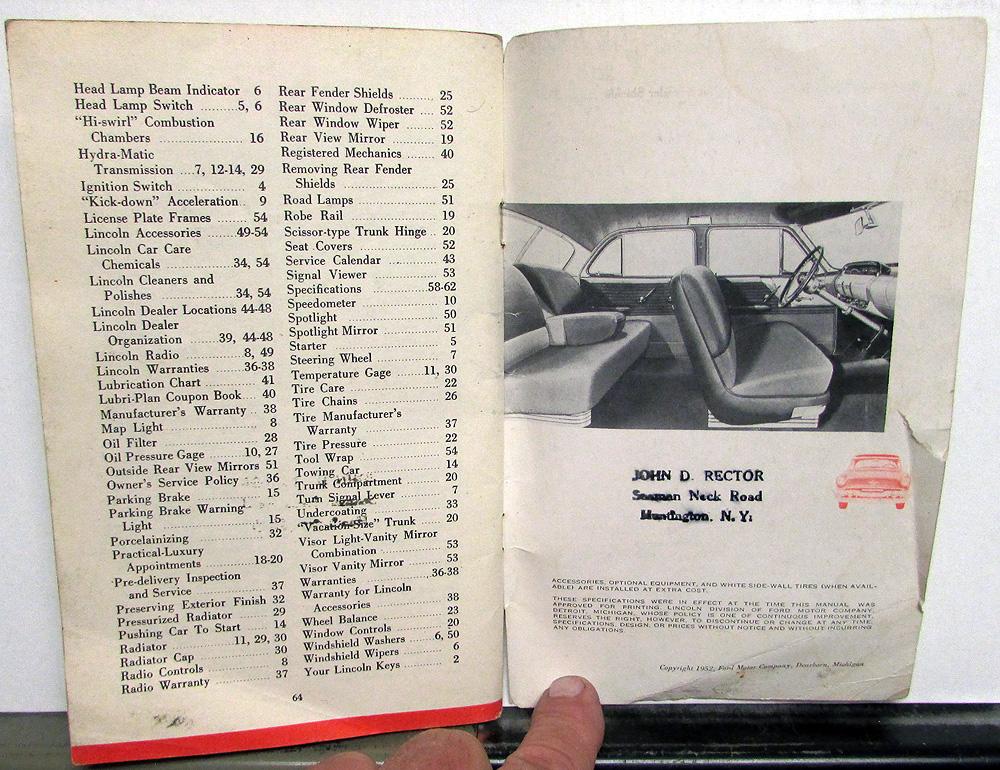 Head Lamp Beam Indicator 6
Head Lamp Switch ..........5, 6
"Hi-swirl" Combustion
Chambers ................... 16
Hydra-Matic
Transmission ....7, 12-14, 29
Ignition Switch ................... 4
"Kick-down" Acceleration.. 9
License Plate Frames ....... 54
Lincoln Accessories .......49-54
Lincoln Car Care
Chemicals ................34, 54
Lincoln Cleaners and
Polishes ....................34, 54
Lincoln Dealer Locations 44-48
Lincoln Dealer
Organization .......39, 44-48
Lincoln Radio ................ 8, 49
Lincoln Warranties ........36-38
Lubrication Chart ............. 41
Lubri-Plan Coupon Book... 40
Manufacturer's Warranty .. 38
Map Light ......................... 8
Oil Filter .......................... 28
Oil Pressure Gage ........10, 27
Outside Rear View Mirrors 51
Owner's Service Policy ..... 36
Parking Brake .................. 15
Parking Brake Warning
Light ......................... 15
Porcelainizing .................. 32
Practical-Luxury
Appointments ..............18-20
Pre-delivery Inspection
and Service ................. 37
Preserving Exterior Finish 32
Pressurized Radiator ........ 29
Pushing Car To Start ........ 14
Radiator .................11, 29, 30
Radiator Cap ................... 30
Radio Controls ................. 8
Radio Warranty ................ 37
Rear Fender Shields ......... 25
Rear Window Defroster .... 52
Rear Window Wiper ......... 52
Rear View Mirror ............. 19
Registered Mechanics ....... 40
Removing Rear Fender
Shields ........................ 25
Road Lamps ..................... 51
Robe Rail ........................ 19
Scissor-type Trunk Hinge .. 20
Seat Covers ..................... 52
Service Calendar .............. 43
Signal Viewer .................. 53
Specifications ...............58-62
Speedometer .................... 10
Spotlight ......................... 50
Spotlight Mirror ............... 51
Starter ............................ 5
Steering Wheel ................. 7
Temperature Gage ........11, 30
Tire Care ........................ 22
Tire Chains ..................... 26
Tire Manufacturer's
Warranty ..................... 37
Tire Pressure ................... 22
Tool Wrap ....................... 54
Towing Car ..................... 14
Trunk Compartment ......... 20
Turn Signal Lever ............ 7
Undercoating ................... 33
"Vacation-Size" Trunk ..... 20
Visor Light-Vanity Mirror
Combination ................ 53
Visor Vanity Mirror .......... 53
Warranties ...................36-38
Warranty for Lincoln
Accessories .................. 38
Wheel Balance ................. 23
Window Controls ............. 20
Windshield Washers ...... 6, 50
Windshield Wipers ........... 6
Your Lincoln Keys ............ 2
64
JOHN D. RECTOR
Seaman Neck Road
Huntington, N. Y.
ACCESSORIES, OPTIONAL EQUIPMENT, AND WHITE SIDE-WALL TIRES (WHEN AVAIL-
ABLE) ARE INSTALLED AT EXTRA COST.
THESE SPECIFICATIONS WERE IN EFFECT AT THE TIME THIS MANUAL WAS
APPROVED FOR PRINTING. LINCOLN DIVISION OF FORD MOTOR COMPANY,
DETROIT, MICHIGAN, WHOSE POLICY IS ONE OF CONTINUOUS IMPROVEMENT,
RESERVES THE RIGHT, HOWEVER, TO DISCONTINUE OR CHANGE AT ANY TIME,
SPECIFICATIONS, DESIGN, OR PRICES WITHOUT NOTICE AND WITHOUT INCURRING
ANY OBLIGATIONS.
Copyright 1952, Ford Motor Company, Dearborn, Michigan